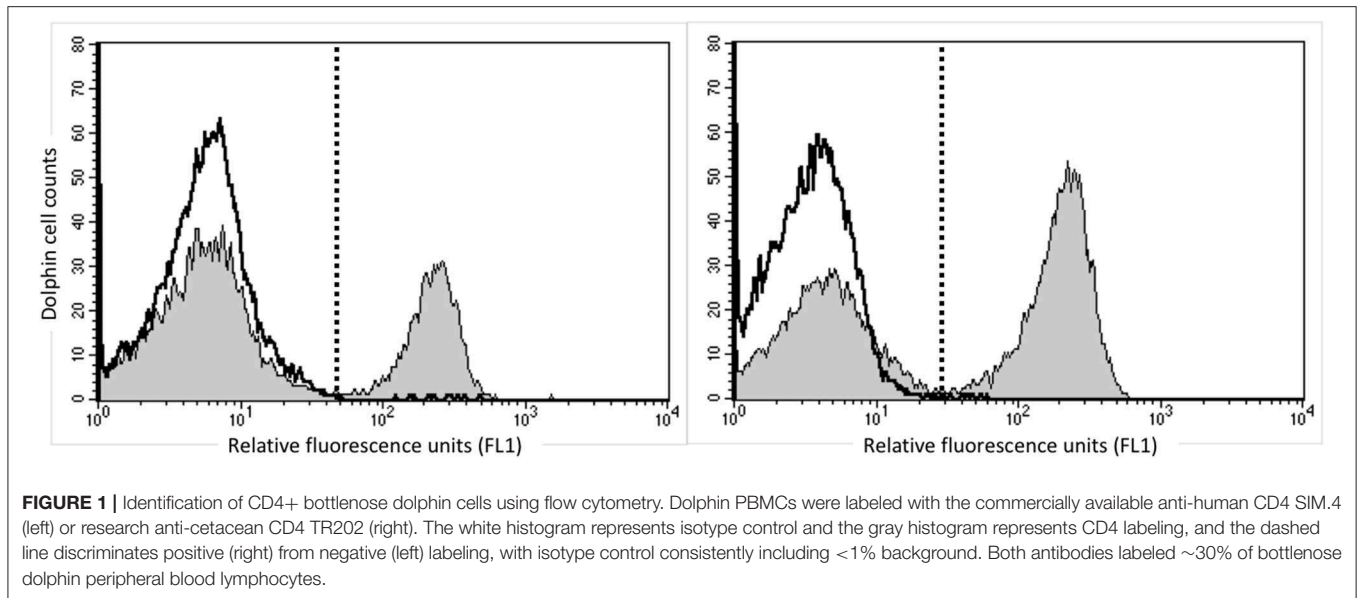 80
70
60
50
40
30
20
10
0
Dolphin cell counts
10^0 10^1 10^2 10^3 10^4
Relative fluorescence units (FL1)
80
70
60
50
40
30
20
10
0
10^0 10^1 10^2 10^3 10^4
Relative fluorescence units (FL1)
FIGURE 1 | Identification of CD4+ bottlenose dolphin cells using flow cytometry. Dolphin PBMCs were labeled with the commercially available anti-human CD4 SIM.4
(left) or research anti-cetacean CD4 TR202 (right). The white histogram represents isotype control and the gray histogram represents CD4 labeling, and the dashed
line discriminates positive (right) from negative (left) labeling, with isotype control consistently including <1% background. Both antibodies labeled ~30% of bottlenose
dolphin peripheral blood lymphocytes.